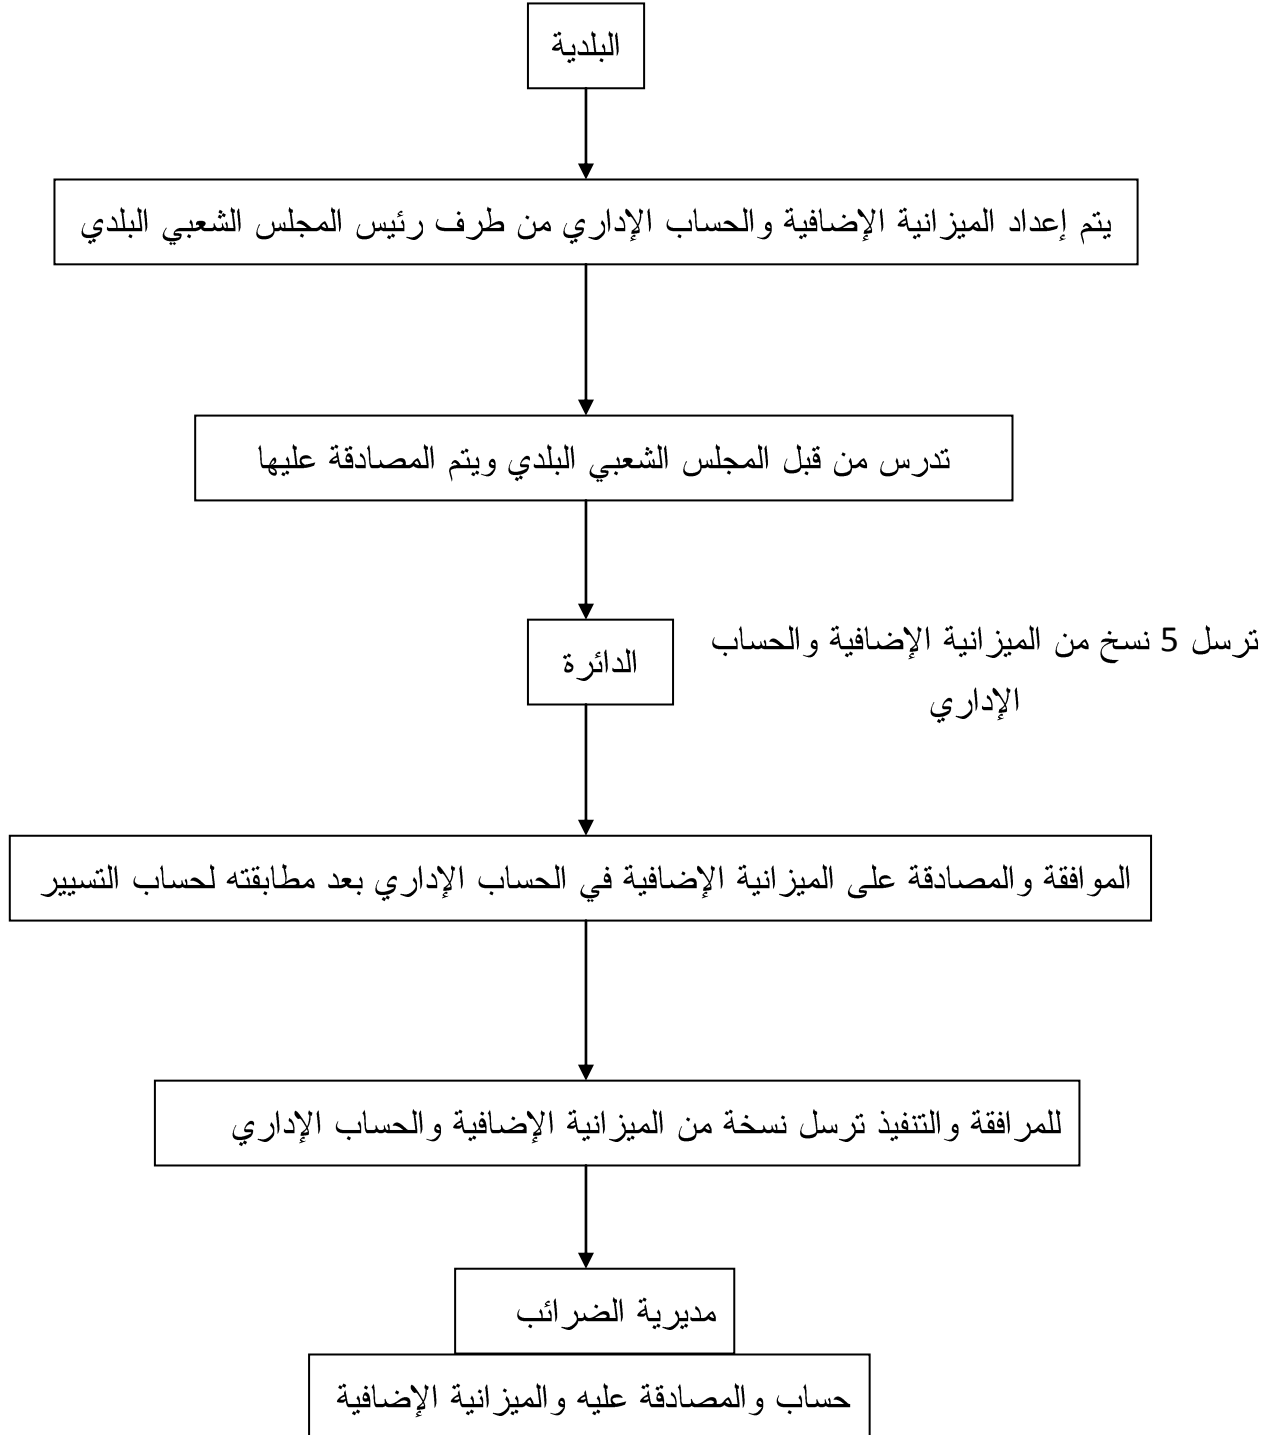 البلدية
يتم إعداد الميزانية الإضافية والحساب الإداري من طرف رئيس المجلس الشعبي البلدي
تدرس من قبل المجلس الشعبي البلدي ويتم المصادقة عليها
ترسل 5 نسخ من الميزانية الإضافية والحساب
الإداري
الدائرة
الموافقة والمصادقة على الميزانية الإضافية في الحساب الإداري بعد مطابقته لحساب التسيير
للمرافقة والتنفيذ ترسل نسخة من الميزانية الإضافية والحساب الإداري
مديرية الضرائب
حساب والمصادقة عليه والميزانية الإضافية